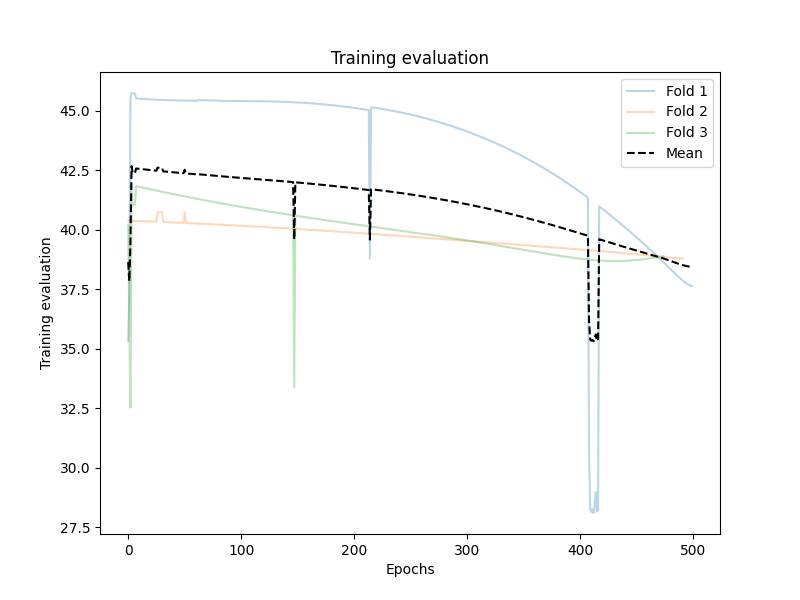 Training evaluation
Fold 1
Fold 2
Fold 3
Mean
Training evaluation
45.0
42.5
40.0
37.5
35.0
32.5
30.0
27.5
0 100 200 300 400 500
Epochs